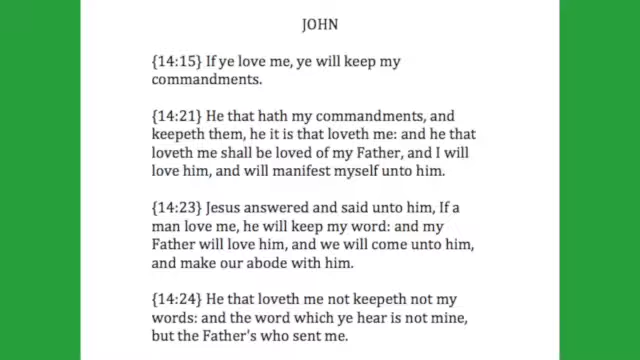 JOHN
{14:15} If ye love me, ye will keep my
commandments.
{14:21} He that hath my commandments, and
keepeth them, he it is that loveth me: and he that
loveth me shall be loved of my Father, and I will
love him, and will manifest myself unto him.
{14:23} Jesus answered and said unto him, If a
man love me, he will keep my word: and my
Father will love him, and we will come unto him,
and make our abode with him.
{14:24} He that loveth me not keepeth not my
words: and the word which ye hear is not mine,
but the Father's who sent me.